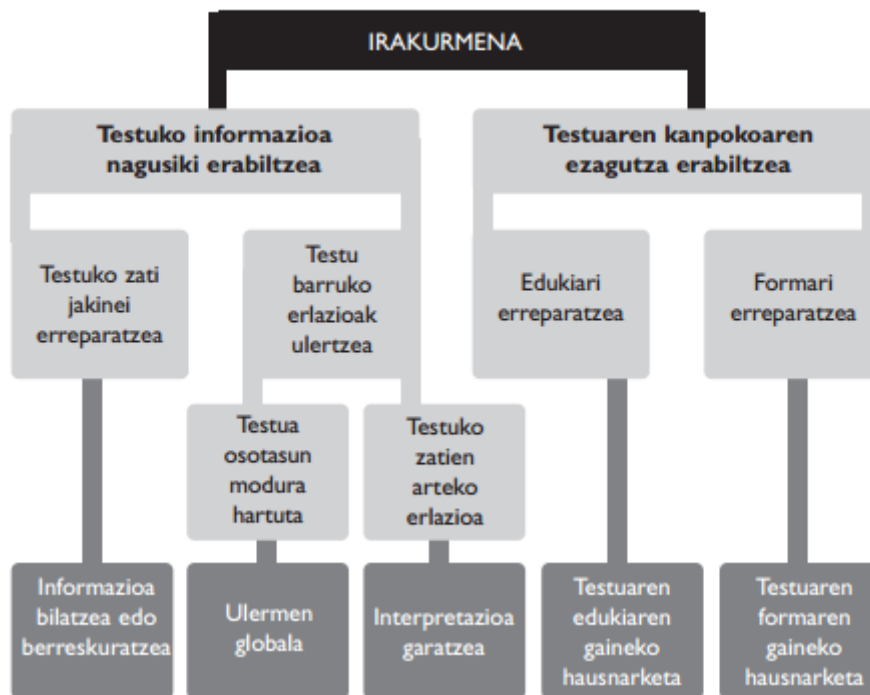 IRAKURMENA
Testuko informazioa
nagusiki erabiltzea
Testuaren kanpokoaren
ezagutza erabiltzea
Testuko zati
jakinei
erreparatzea
Testu
barruko
erlazioak
ulertzea
Edukiari
erreparatzea
Formari
erreparatzea
Testua
osotasun
modura
hartuta
Testuko
zatien
arteko
erlazioa
Informazioa
bilatzea edo
berreskuratzea
Ulermen
globala
Interpretazioa
garatzea
Testuaren
edukiaren
gaineko
hausnarketa
Testuaren
formaren
gaineko
hausnarketa